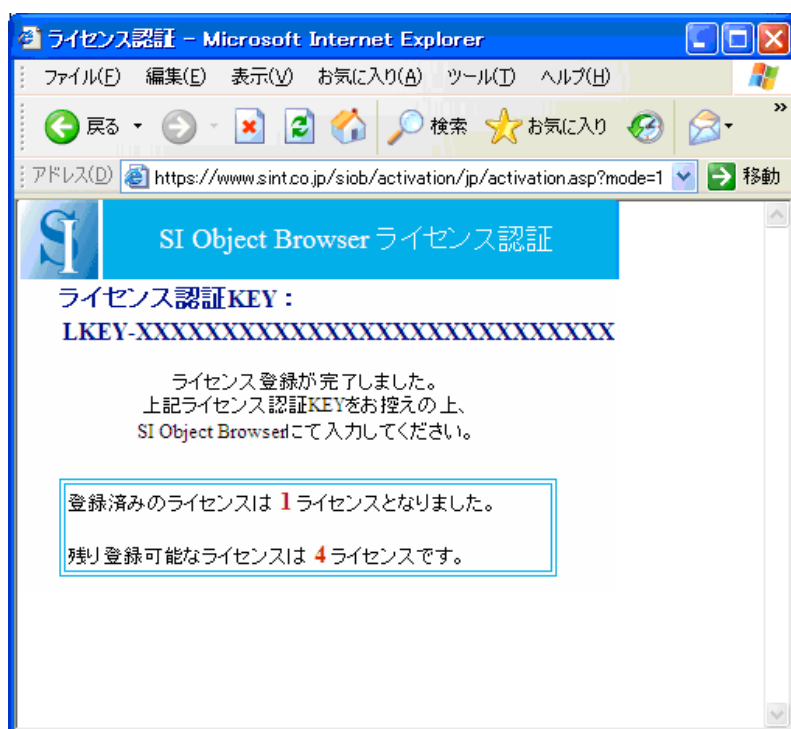 ライセンス認証 - Microsoft Internet Explorer
ファイル(F) 編集(E) 表示(V) お気に入り(A) ツール(T) ヘルプ(H)
戻る 検索 お気に入り »
アドレス(D) https://www.sint.co.jp/siob/activation/jp/activation.asp?mode=1 移動
SI SI Object Browser ライセンス認証
ライセンス認証KEY:
LKEY-XXXXXXXXXXXXXXXXXXXXXXXXXXX
ライセンス登録が完了しました。
上記ライセンス認証KEYをお控えの上、
SI Object Browserにて入力してください。
登録済みのライセンスは 1 ライセンスとなりました。
残り登録可能なライセンスは 4 ライセンスです。